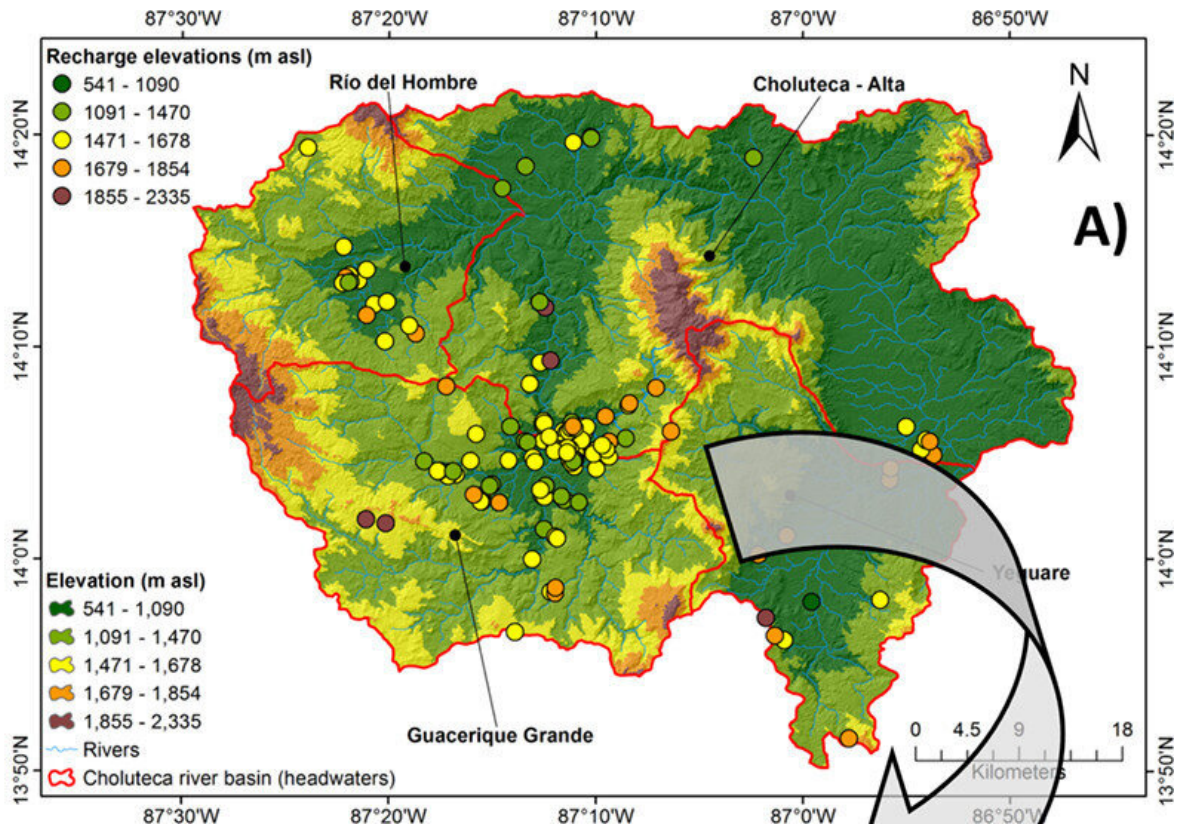 87°30'W 87°20'W 87°10'W 87°0'W 86°50'W
Recharge elevations (m asl)
541 - 1090
1091 - 1470
1471 - 1678
1679 - 1854
1855 - 2335
Río del Hombre
Choluteca - Alta
N
14°20'N
14°20'N
A)
14°10'N
14°10'N
14°0'N
14°0'N
Yeguare
Elevation (m asl)
541 - 1,090
1,091 - 1,470
1,471 - 1,678
1,679 - 1,854
1,855 - 2,335
Rivers
Choluteca river basin (headwaters)
Guacerique Grande
0 4.5 9 18
Kilometers
13°50'N
13°50'N
87°30'W 87°20'W 87°10'W 87°0'W 86°50'W